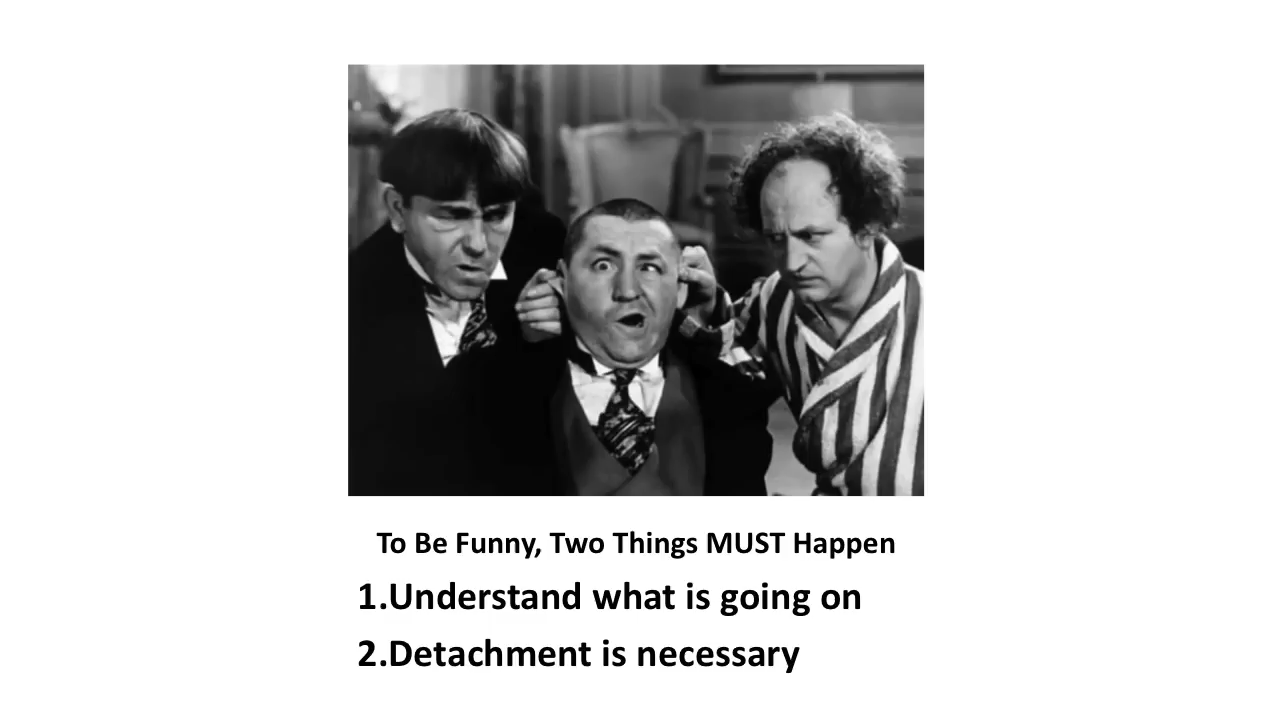 To Be Funny, Two Things MUST Happen
1.Understand what is going on
2.Detachment is necessary